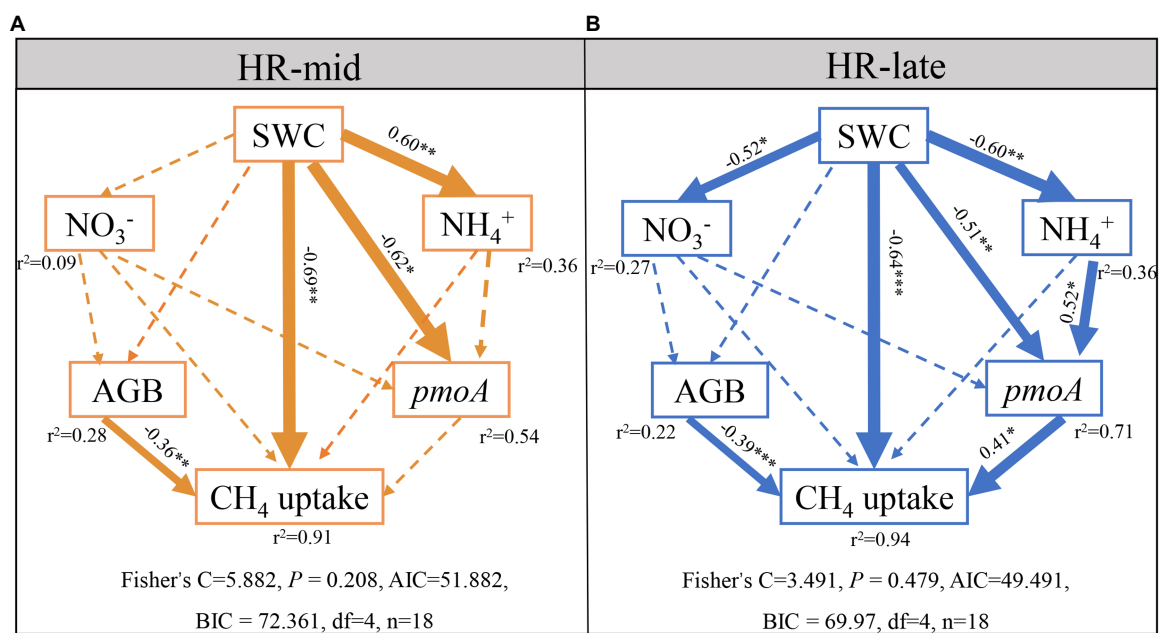 A
B
HR-mid
HR-late
SWC
0.60**
NO₃⁻
NH₄⁺
r²=0.09
r²=0.36
-0.69**
-0.62*
AGB
pmoA
r²=0.28
r²=0.54
-0.36**
CH₄ uptake
r²=0.91
Fisher's C=5.882, P = 0.208, AIC=51.882,
BIC = 72.361, df=4, n=18
SWC
-0.52*
-0.60**
NO₃⁻
NH₄⁺
r²=0.27
r²=0.36
-0.64***
-0.51**
0.52*
AGB
pmoA
r²=0.22
r²=0.71
-0.39***
0.41*
CH₄ uptake
r²=0.94
Fisher's C=3.491, P = 0.479, AIC=49.491,
BIC = 69.97, df=4, n=18